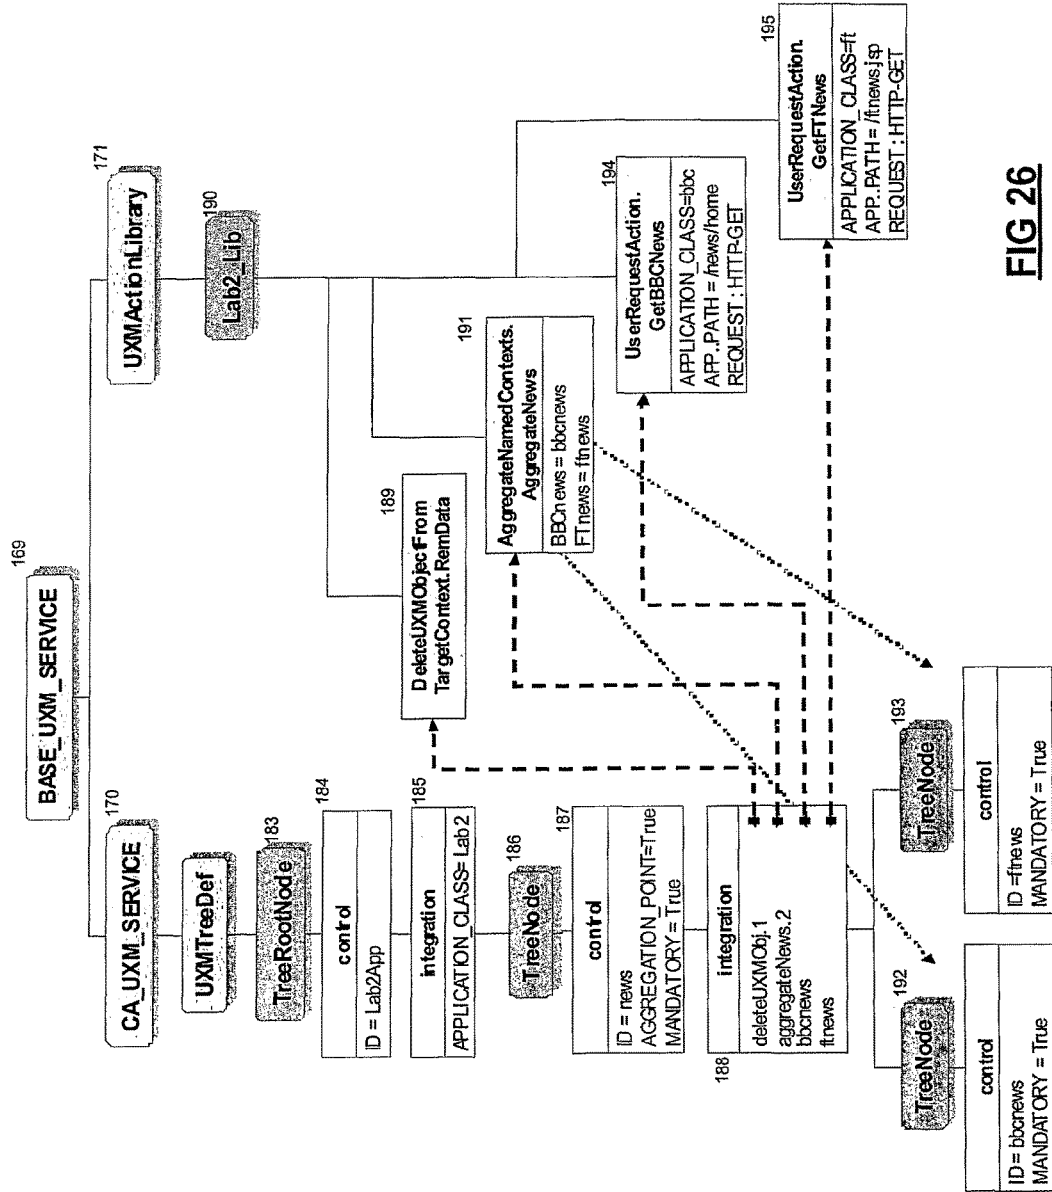 169
BASE_UXM_SERVICE
170
CA_UXM_SERVICE
UXMTreeDef
183
TreeRootNode
184
control
ID = Lab2App
185
integration
APPLICATION_CLASS= Lab2
186
TreeNode
187
control
ID = news
AGGREGATION_POINT=True
MANDATORY = True
188
integration
deleteUXMObj.1
aggregateNews.2
bbcnews
ftnews
192
TreeNode
control
ID = bbcnews
MANDATORY = True
193
TreeNode
control
ID =ftnews
MANDATORY = True
171
UXMActionLibrary
190
Lab2_Lib
189
DeleteUXMObjectFrom
TargetContext.RemData
191
AggregateNamedContexts.
AggregateNews
BBCnews = bbcnews
FTnews = ftnews
194
UserRequestAction.
GetBBCNews
APPLICATION_CLASS=bbc
APP..PATH = /news/home
REQUEST: HTTP-GET
195
UserRequestAction.
GetFTNews
APPLICATION_CLASS=ft
APP..PATH = /ftnews.jsp
REQUEST: HTTP-GET
FIG 26